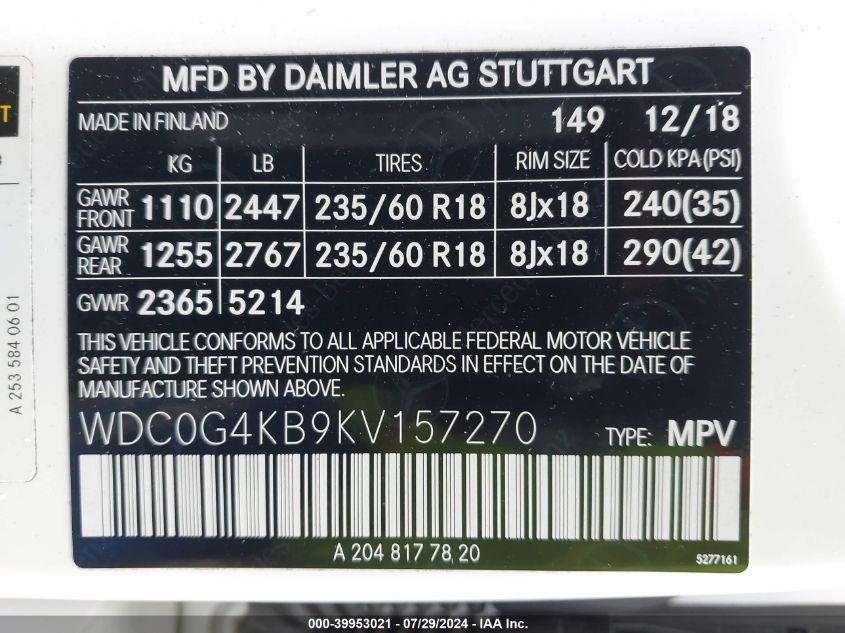 MFD BY DAIMLER AG STUTTGART
MADE IN FINLAND 149 12/18
KG LB TIRES RIM SIZE COLD KPA(PSI)
GAWR FRONT 1110 2447 235/60 R18 8Jx18 240(35)
GAWR REAR 1255 2767 235/60 R18 8Jx18 290(42)
GVWR 2365 5214
THIS VEHICLE CONFORMS TO ALL APPLICABLE FEDERAL MOTOR VEHICLE
SAFETY AND THEFT PREVENTION STANDARDS IN EFFECT ON THE DATE OF
MANUFACTURE SHOWN ABOVE.
WDC0G4KB9KV157270 TYPE: MPV
A 204 817 78 20
5277161
A 253 584 06 01
000-39953021 - 07/29/2024 - IAA Inc.